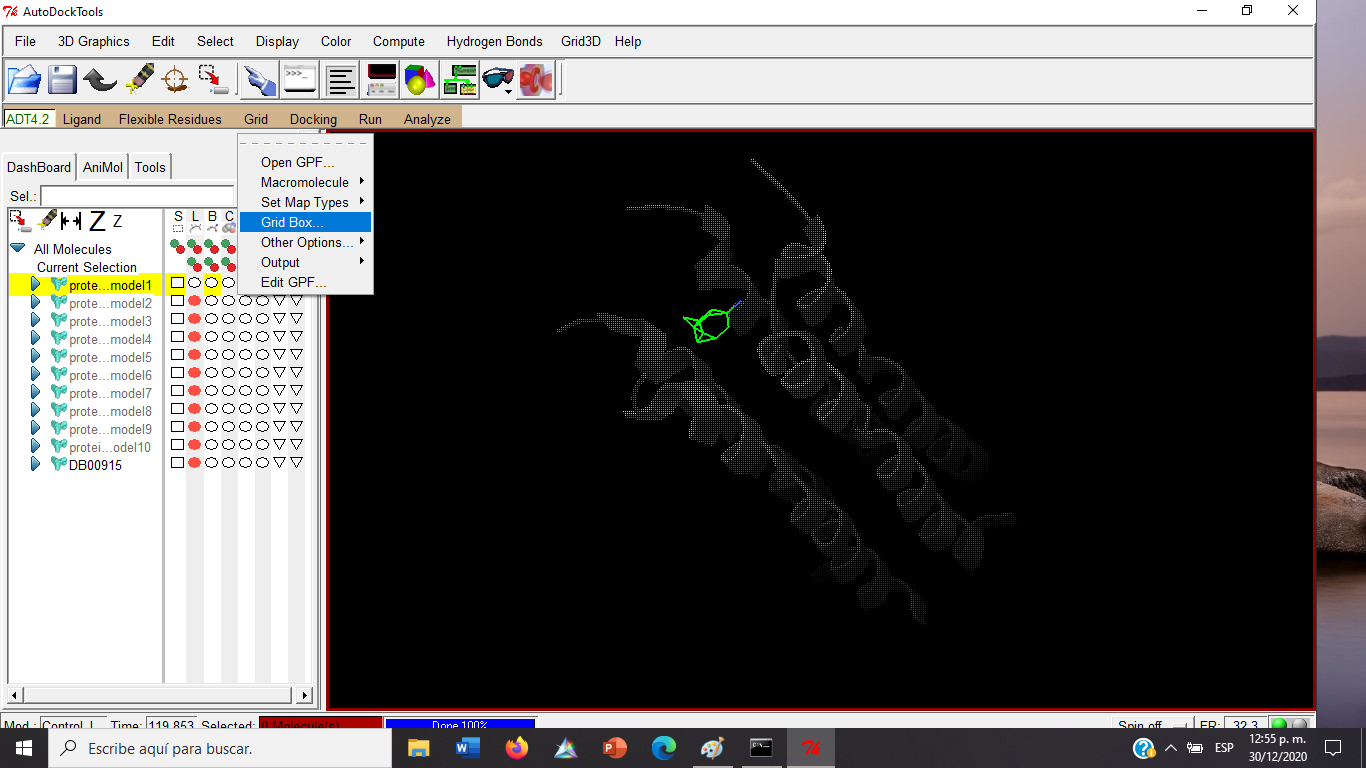 AutoDockTools
File 3D Graphics Edit Select Display Color Compute Hydrogen Bonds Grid3D Help
>>>_
ADT4.2 Ligand Flexible Residues Grid Docking Run Analyze
Open GPF...
Macromolecule
Set Map Types
Grid Box...
Other Options...
Output
Edit GPF...
DashBoard AniMol Tools
Sel.:
Z Z S L B C
All Molecules
Current Selection
prote...model1
prote...model2
prote...model3
prote...model4
prote...model5
prote...model6
prote...model7
prote...model8
prote...model9
protei...odel10
DB00915
Mod.: Control_L Time: 119.853 Selected: 0 Molecule(s) Done 100% Spin off FR: 32.3
Escribe aquí para buscar.
ESP
12:55 p. m.
30/12/2020